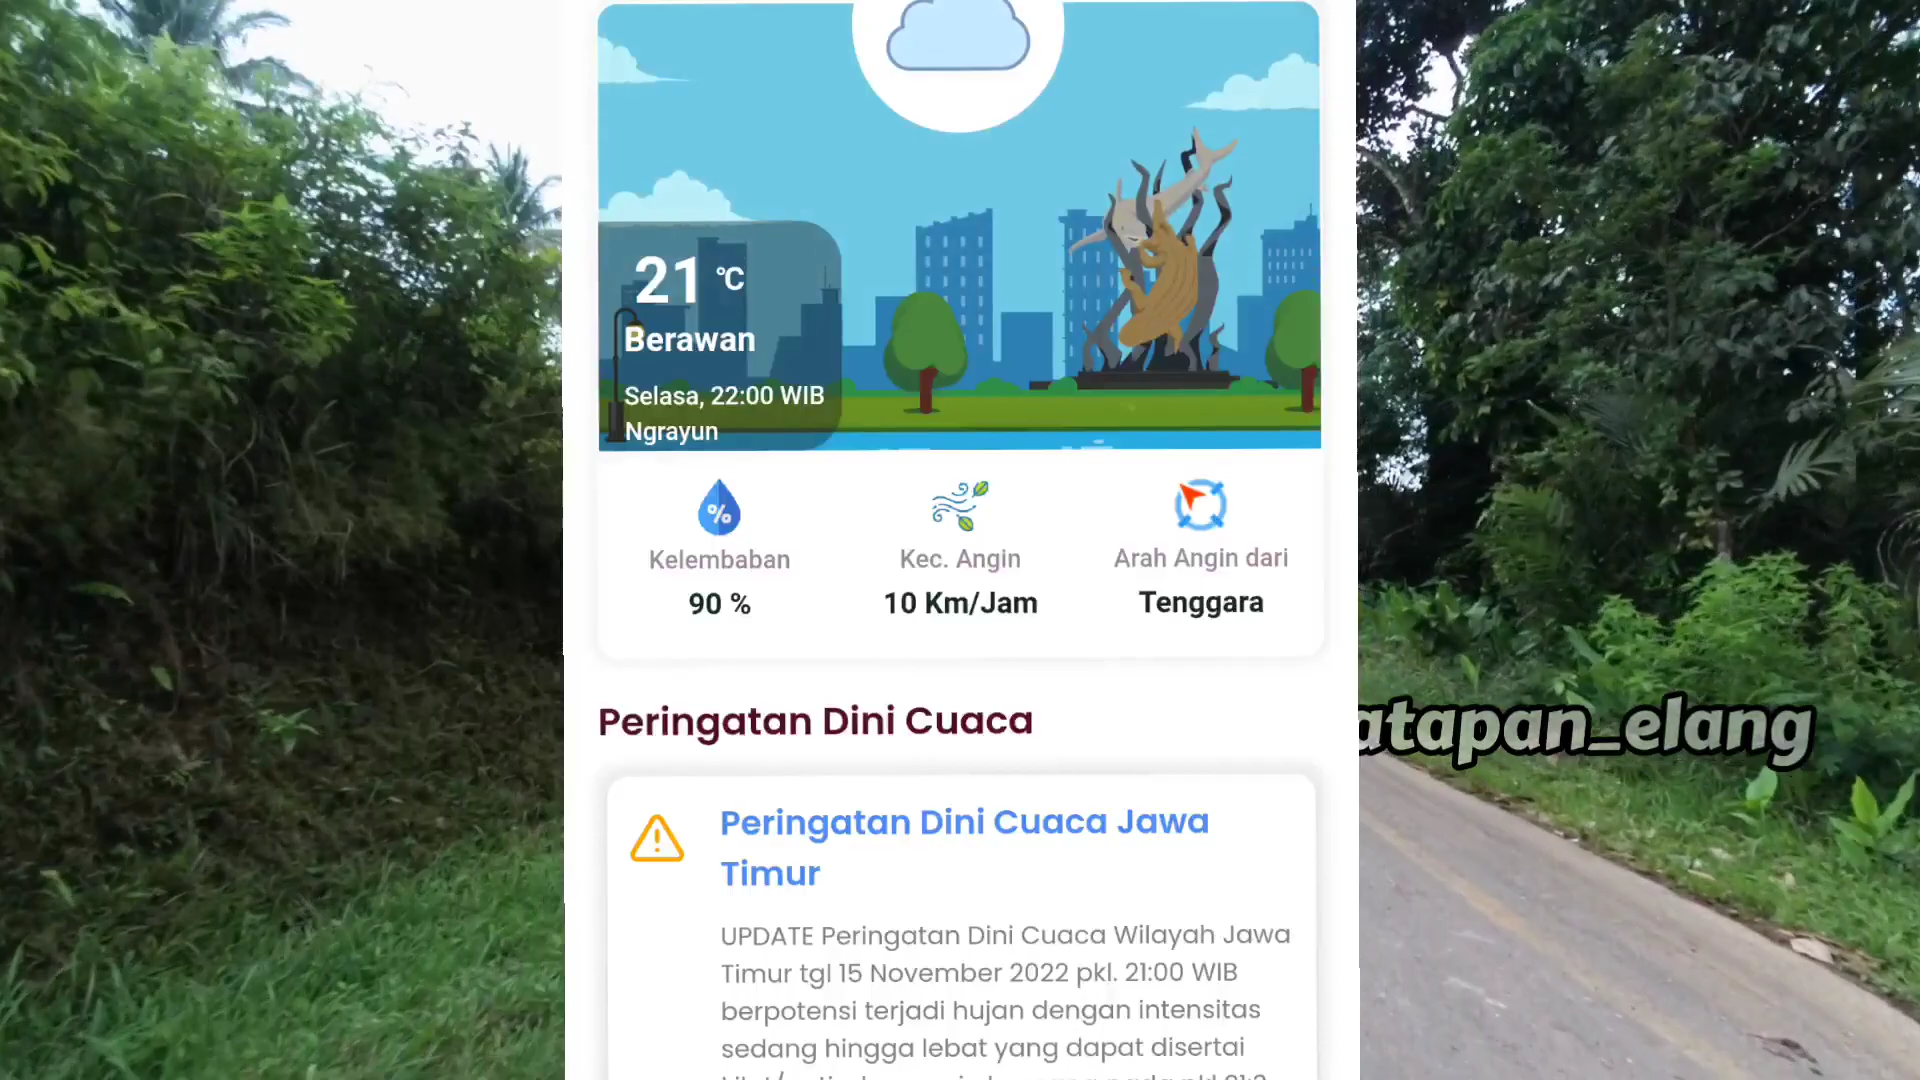 21 °C
Berawan
Selasa, 22:00 WIB
Ngrayun
%
Kelembaban
Kec. Angin
Arah Angin dari
90 %
10 Km/Jam
Tenggara
Peringatan Dini Cuaca
atapan_elang
Peringatan Dini Cuaca Jawa
Timur
UPDATE Peringatan Dini Cuaca Wilayah Jawa
Timur tgl 15 November 2022 pkl. 21:00 WIB
berpotensi terjadi hujan dengan intensitas
sedang hingga lebat yang dapat disertai